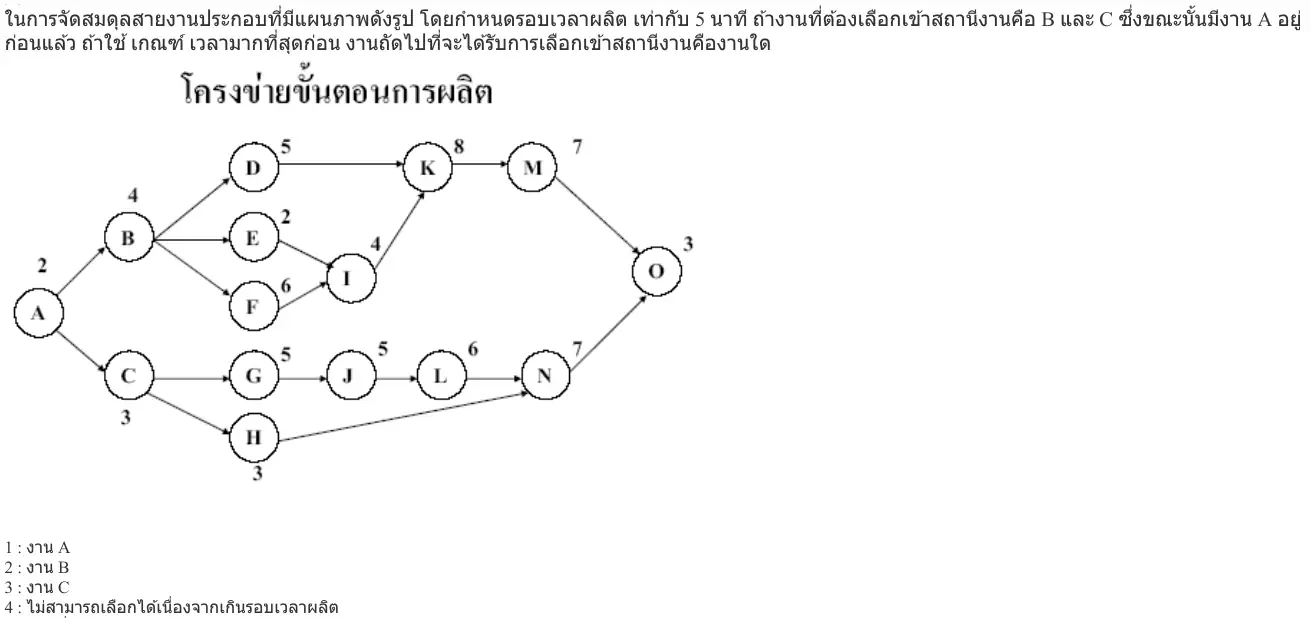 ในการจัดสมดุลสายงานประกอบที่มีแผนภาพดังรูป โดยกำหนดรอบเวลาผลิต เท่ากับ 5 นาที ถ้างานที่ต้องเลือกเข้าสถานีงานคือ B และ C ซึ่งขณะนั้นมีงาน A อยู่
ก่อนแล้ว ถ้าใช้ เกณฑ์ เวลามากที่สุดก่อน งานถัดไปที่จะได้รับการเลือกเข้าสถานีงานคืองานใด
โครงข่ายขั้นตอนการผลิต
5
8
7
D
K
M
4
2
B
E
4
3
2
I
O
6
A
F
5
5
6
7
C
G
J
L
N
3
H
3
1 : งาน A
2 : งาน B
3 : งาน C
4 : ไม่สามารถเลือกได้เนื่องจากเกินรอบเวลาผลิต